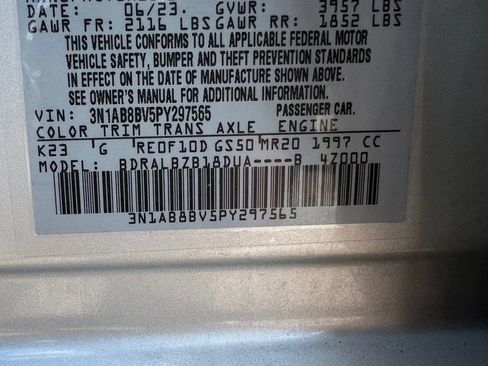 DATE: 06/23. GVWR: 3957 LBS
GAWR FR: 2116 LBS GAWR RR: 1852 LBS
THIS VEHICLE CONFORMS TO ALL APPLICABLE FEDERAL MOTOR
VEHICLE SAFETY, BUMPER AND THEFT PREVENTION STANDARDS
IN EFFECT ON THE DATE OF MANUFACTURE SHOWN ABOVE.
SEE OWNER'S MANUAL FOR ADDITIONAL INFORMATION.
VIN: 3N1AB8BV5PY297565 PASSENGER CAR.
COLOR TRIM TRANS AXLE ENGINE
K23 G RE0F10D GS50 MR20 1997 CC
MODEL: BDRALBZB18DUA----B 4Z000
3N1AB8BV5PY297565